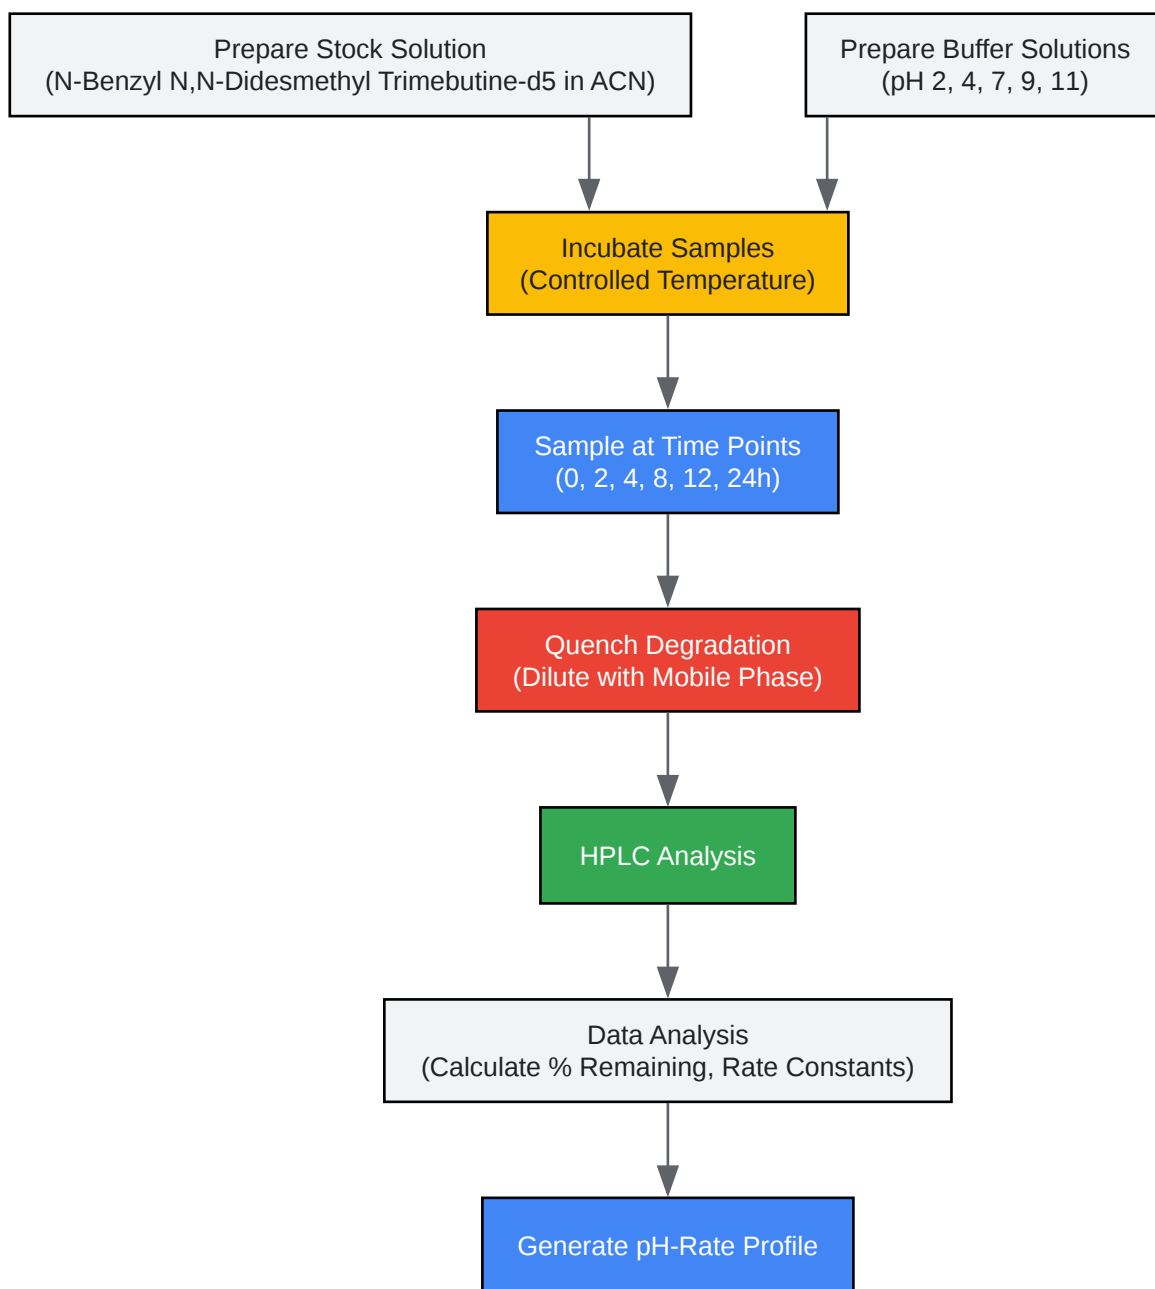 Prepare Stock Solution
(N-Benzyl N,N-Didesmethyl Trimebutine-d5 in ACN)
Prepare Buffer Solutions
(pH 2, 4, 7, 9, 11)
Incubate Samples
(Controlled Temperature)
Sample at Time Points
(0, 2, 4, 8, 12, 24h)
Quench Degradation
(Dilute with Mobile Phase)
HPLC Analysis
Data Analysis
(Calculate % Remaining, Rate Constants)
Generate pH-Rate Profile